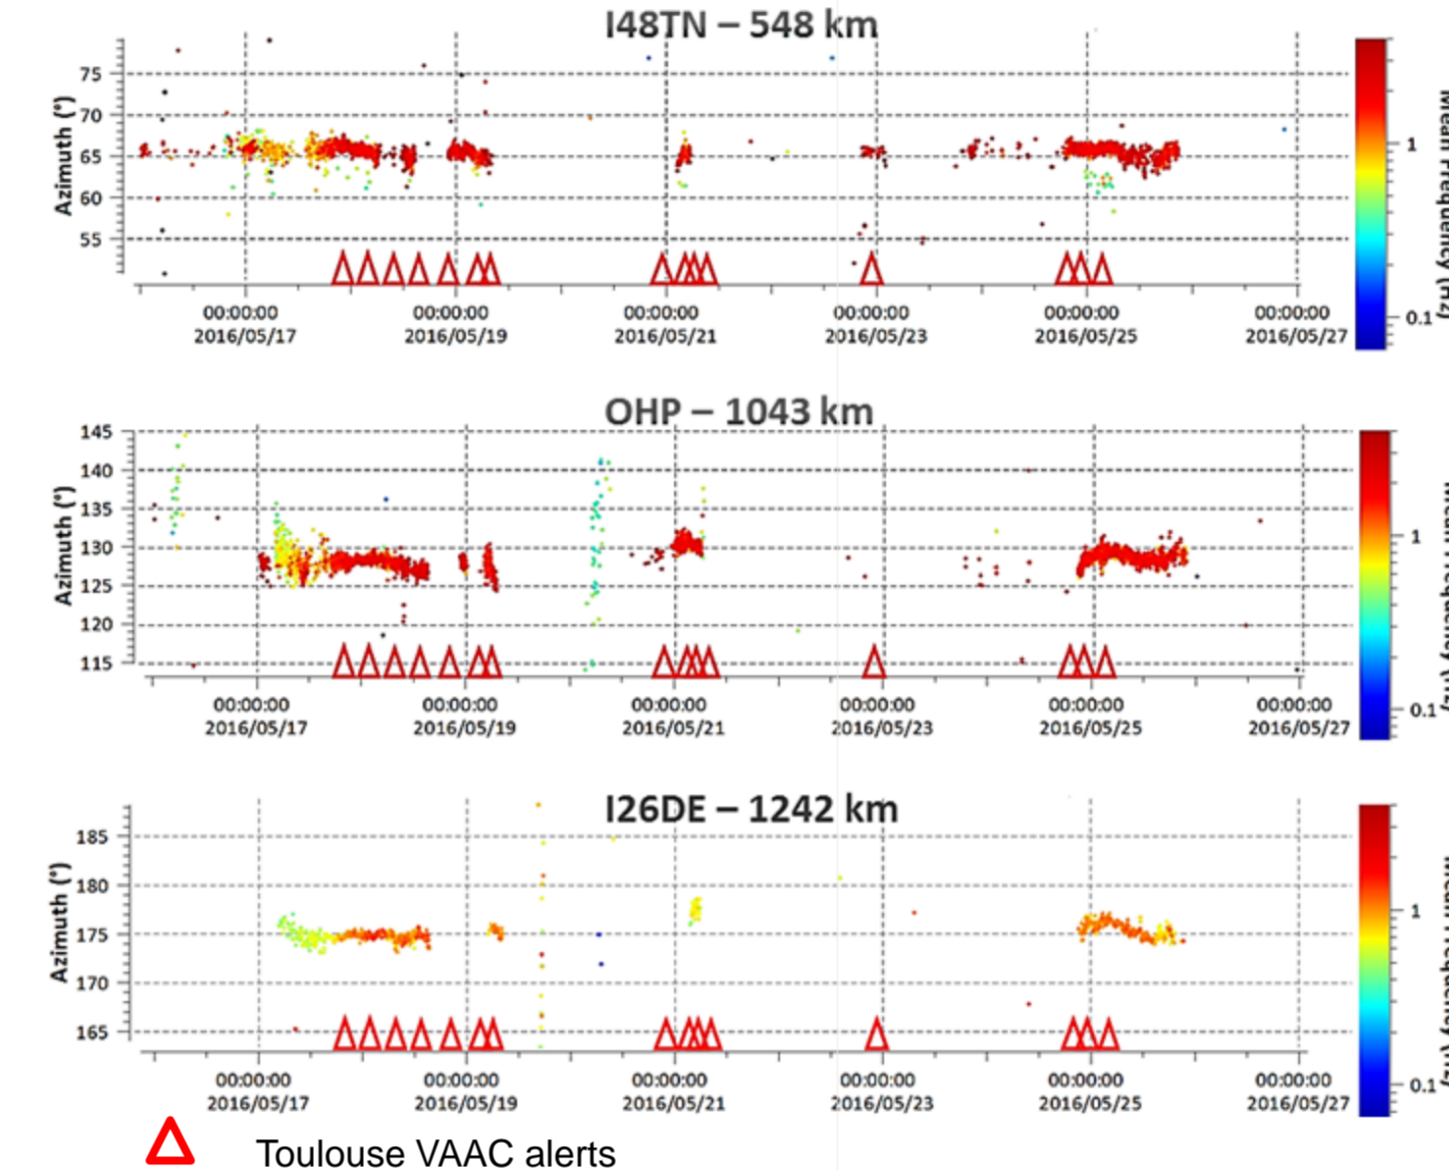 I48TN – 548 km
75
70
65
60
55
Azimuth (°)
00:00:00 00:00:00 00:00:00 00:00:00 00:00:00 00:00:00
2016/05/17 2016/05/19 2016/05/21 2016/05/23 2016/05/25 2016/05/27
1
0.1
Mean Frequency (Hz)
OHP – 1043 km
145
140
135
130
125
120
115
Azimuth (°)
00:00:00 00:00:00 00:00:00 00:00:00 00:00:00 00:00:00
2016/05/17 2016/05/19 2016/05/21 2016/05/23 2016/05/25 2016/05/27
1
0.1
I26DE – 1242 km
185
180
175
170
165
Azimuth (°)
00:00:00 00:00:00 00:00:00 00:00:00 00:00:00 00:00:00
2016/05/17 2016/05/19 2016/05/21 2016/05/23 2016/05/25 2016/05/27
1
0.1
Toulouse VAAC alerts